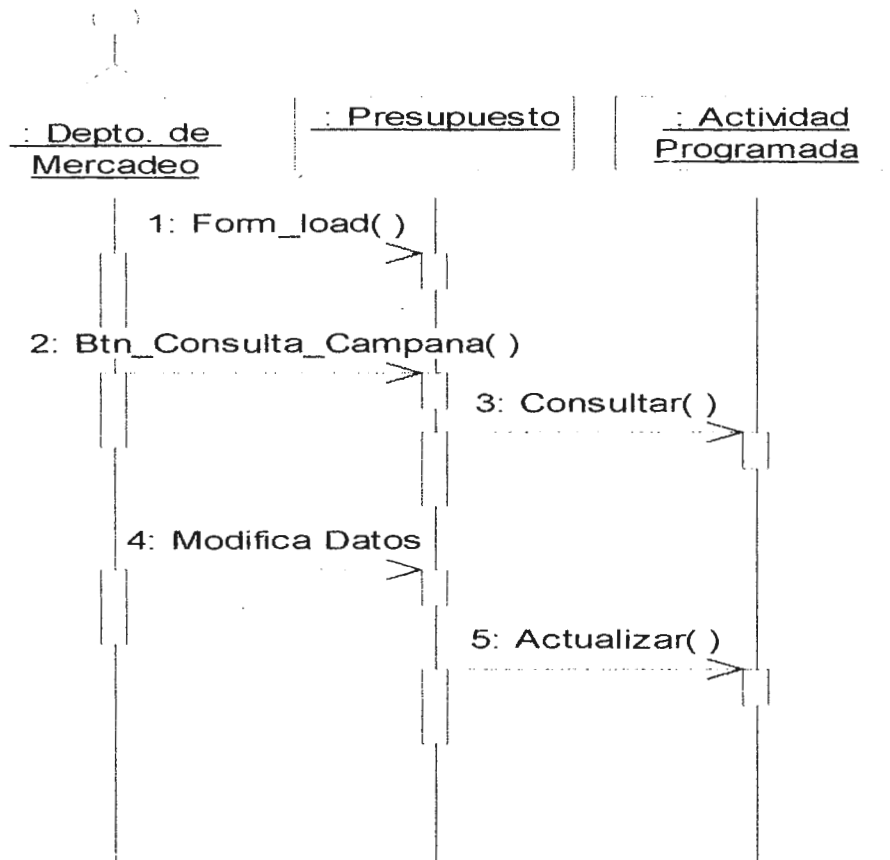 : Depto. de
Mercadeo
: Presupuesto
: Actividad
Programada
1: Form_load( )
2: Btn_Consulta_Campana( )
3: Consultar( )
4: Modifica Datos
5: Actualizar( )